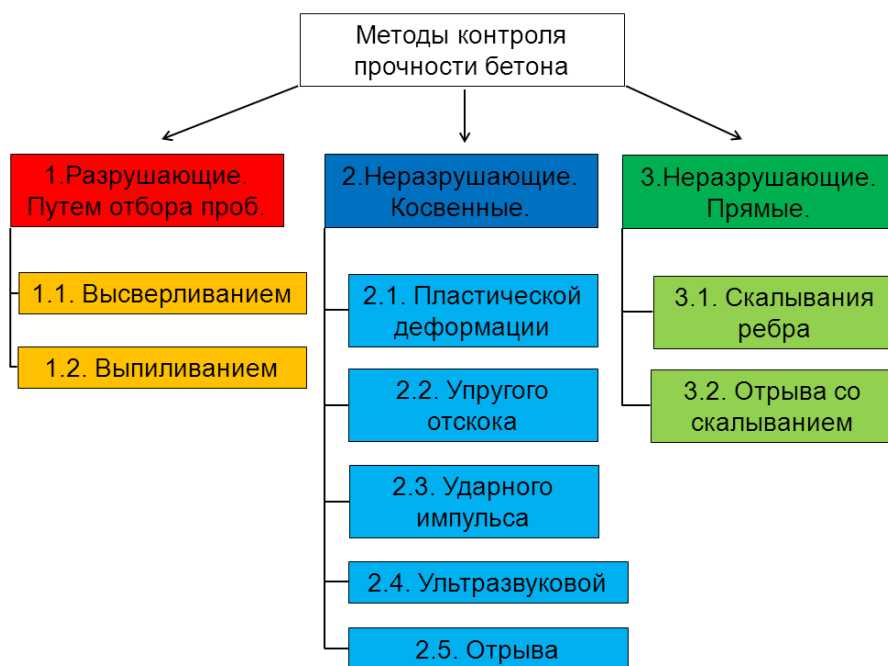 Методы контроля
прочности бетона
1.Разрушающие.
Путем отбора проб.
1.1. Высверливанием
1.2. Выпиливанием
2.Неразрушающие.
Косвенные.
2.1. Пластической
деформации
2.2. Упругого
отскока
2.3. Ударного
импульса
2.4. Ультразвуковой
2.5. Отрыва
3.Неразрушающие.
Прямые.
3.1. Скалывания
ребра
3.2. Отрыва со
скалыванием